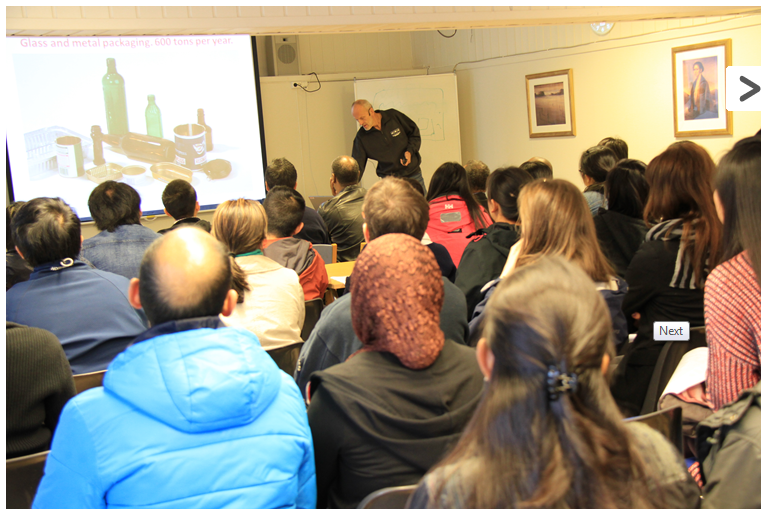 Glass and metal packaging. 600 tons per year.
Next